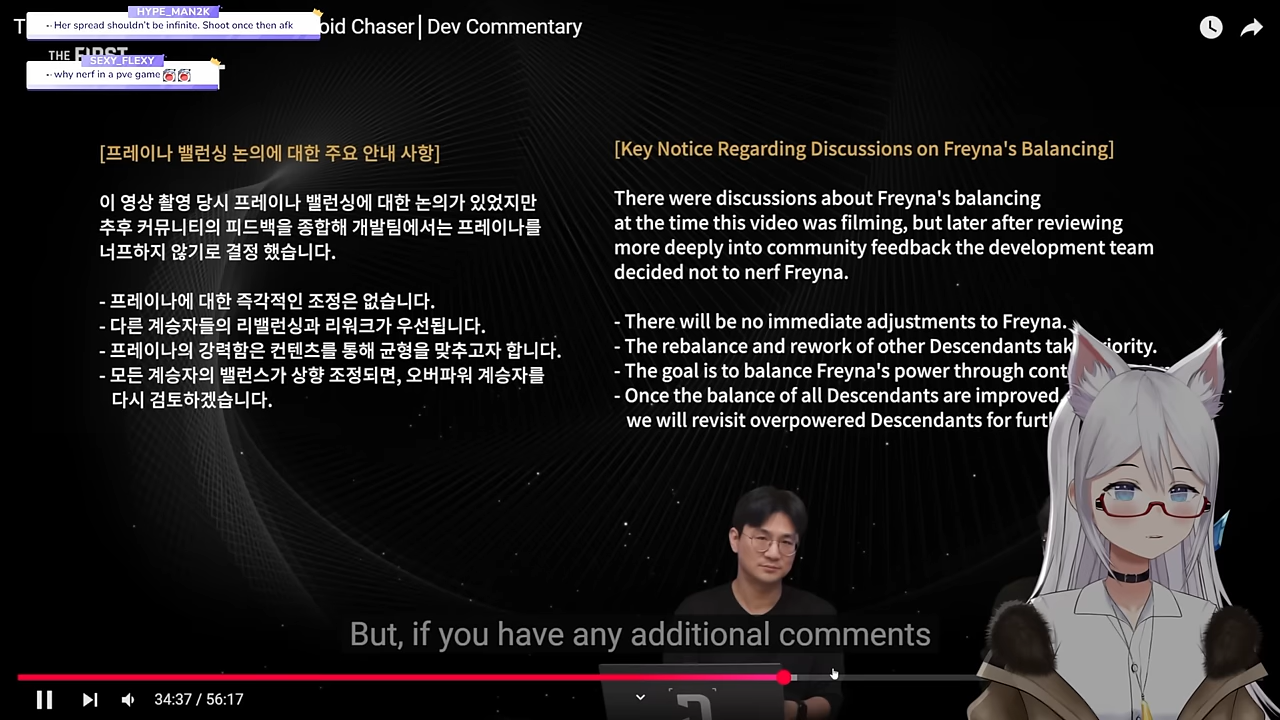 oid Chaser | Dev Commentary
HYPE_MAN2K
Her spread shouldn't be infinite. Shoot once then afk
THE FIRST
SEXY_FLEXY
why nerf in a pve game
[프레이나 밸런싱 논의에 대한 주요 안내 사항]
이 영상 촬영 당시 프레이나 밸런싱에 대한 논의가 있었지만
추후 커뮤니티의 피드백을 종합해 개발팀에서는 프레이나를
너프하지 않기로 결정 했습니다.
- 프레이나에 대한 즉각적인 조정은 없습니다.
- 다른 계승자들의 리밸런싱과 리워크가 우선됩니다.
- 프레이나의 강력함은 컨텐츠를 통해 균형을 맞추고자 합니다.
- 모든 계승자의 밸런스가 상향 조정되면, 오버파워 계승자를
다시 검토하겠습니다.
[Key Notice Regarding Discussions on Freyna's Balancing]
There were discussions about Freyna's balancing
at the time this video was filming, but later after reviewing
more deeply into community feedback the development team
decided not to nerf Freyna.
- There will be no immediate adjustments to Freyna.
- The rebalance and rework of other Descendants tak riority.
- The goal is to balance Freyna's power through cont
- Once the balance of all Descendants are improved
we will revisit overpowered Descendants for furth
But, if you have any additional comments
34:37 / 56:17